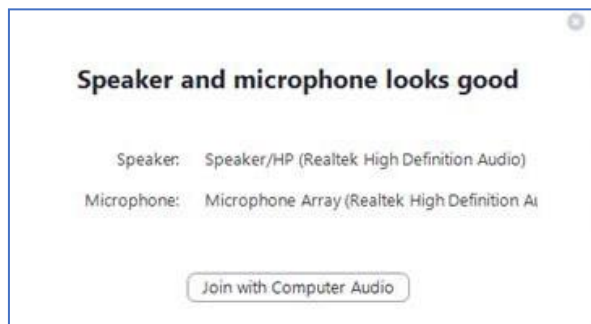 Speaker and microphone looks good
Speaker: Speaker/HP (Realtek High Definition Audio)
Microphone: Microphone Array (Realtek High Definition Au
Join with Computer Audio